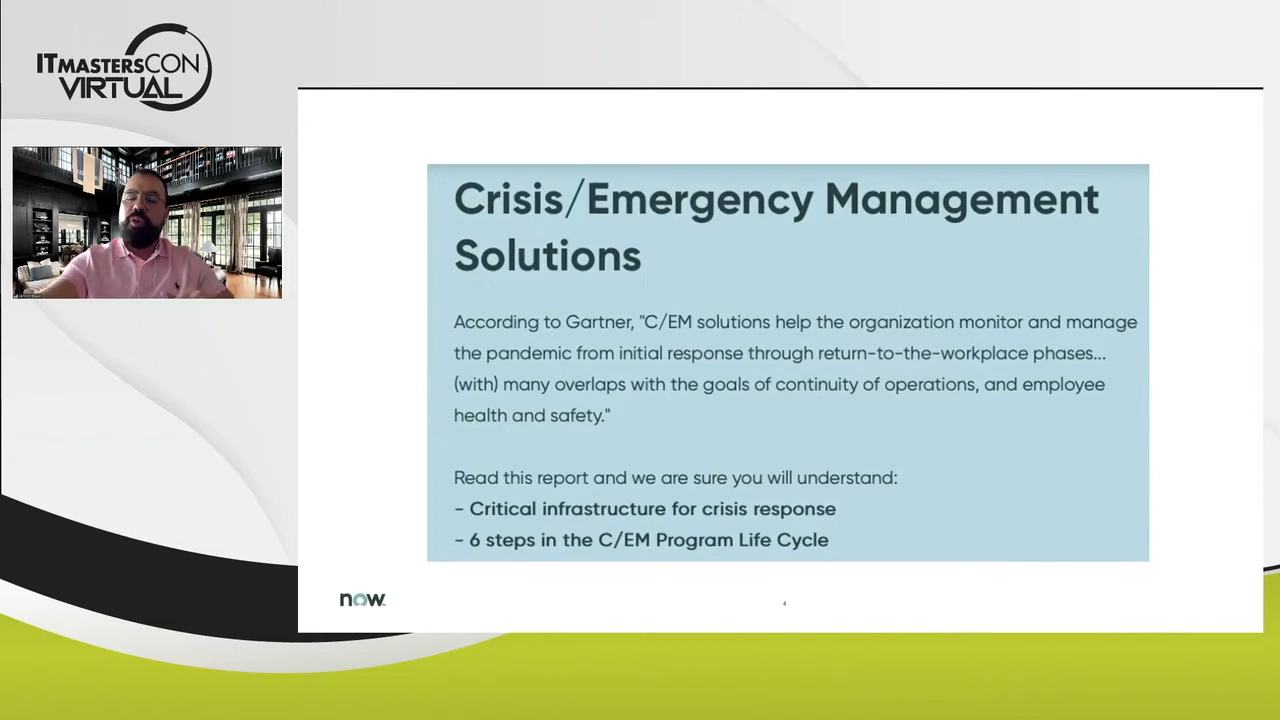 ITMASTERSCON
VIRTUAL
Crisis/Emergency Management
Solutions
According to Gartner, "C/EM solutions help the organization monitor and manage
the pandemic from initial response through return-to-the-workplace phases...
(with) many overlaps with the goals of continuity of operations, and employee
health and safety."
Read this report and we are sure you will understand:
- Critical infrastructure for crisis response
- 6 steps in the C/EM Program Life Cycle
now
4